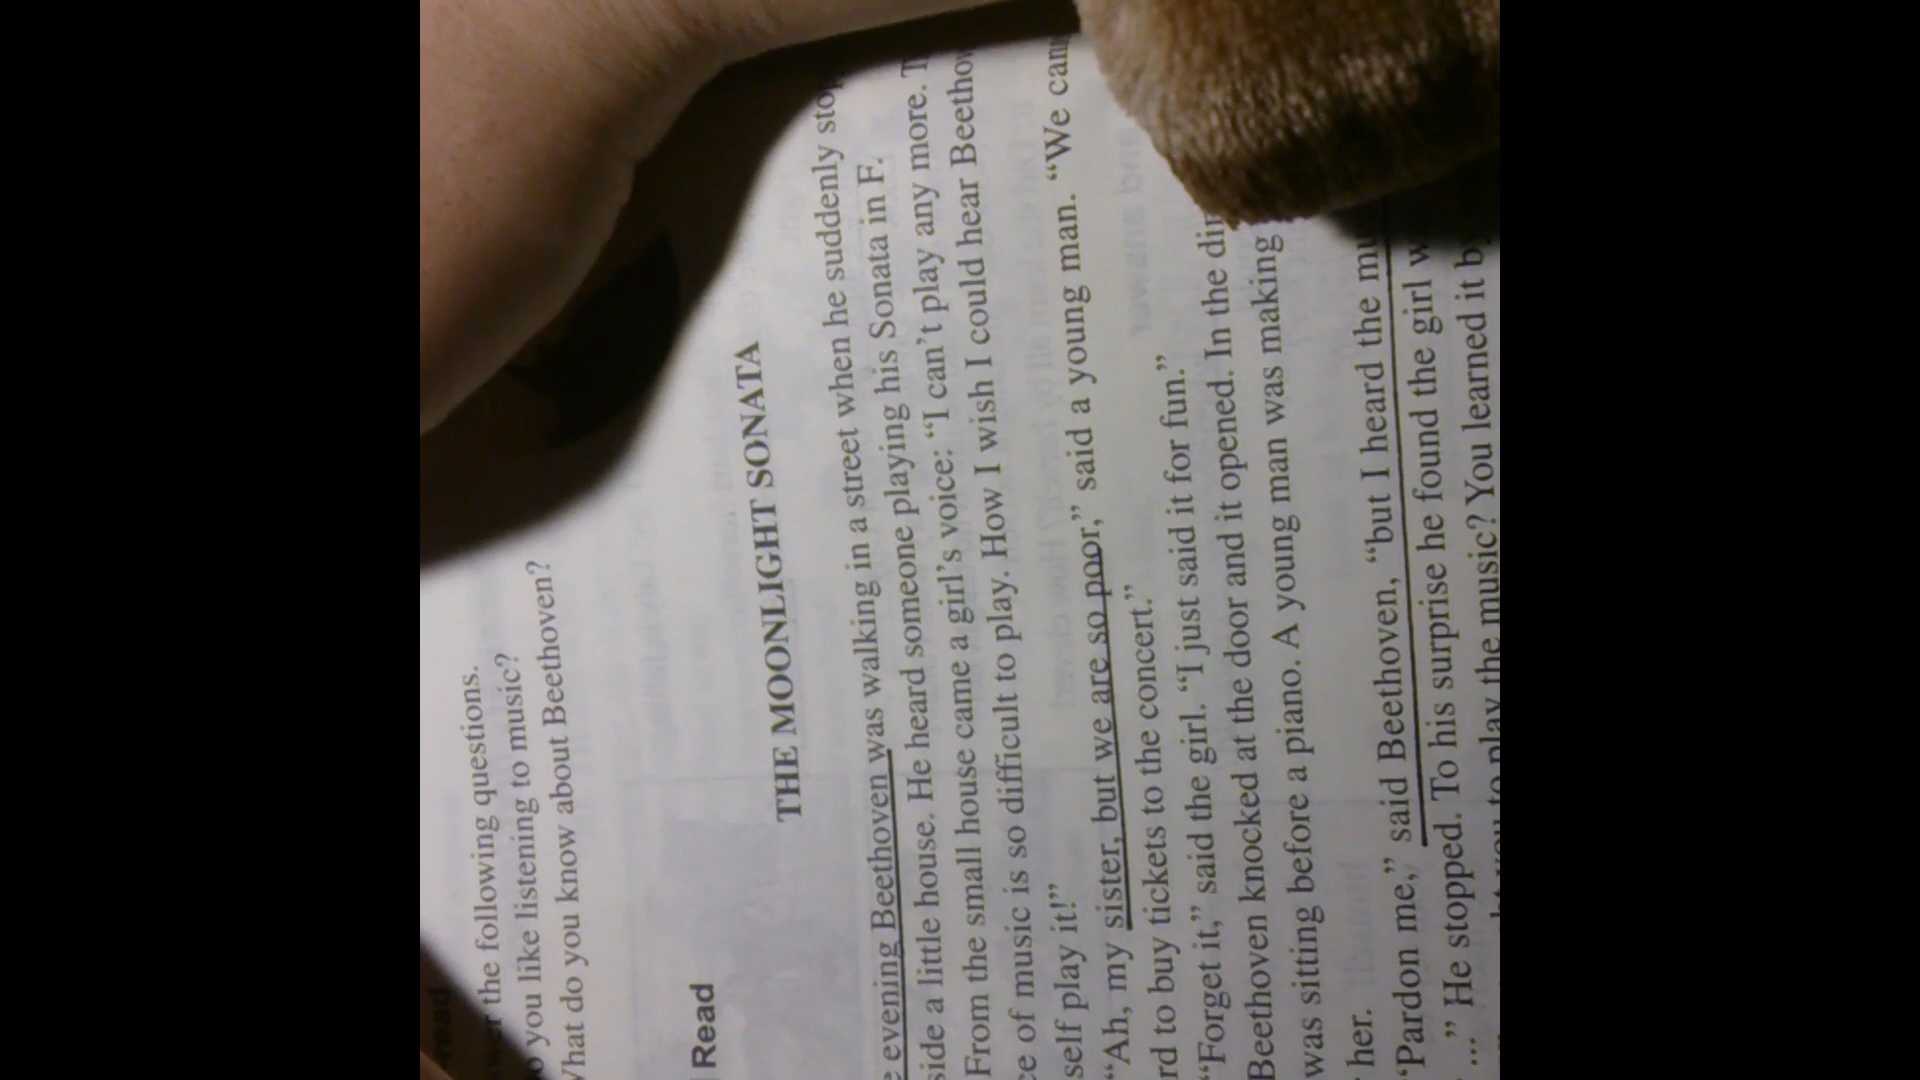 the following questions.
you like listening to music?
What do you know about Beethoven?
Read
THE MOONLIGHT SONATA
evening Beethoven was walking in a street when he suddenly
side a little house. He heard someone playing his Sonata in F.
From the small house came a girl's voice: "I can't play any more.
of music is so difficult to play. How I wish I could hear
self play it!"
"Ah, my sister, but we are so poor," said a young man. "We
to buy tickets to the concert."
"Forget it," said the girl. "I just said it for fun."
Beethoven knocked at the door and it opened. In the
was sitting before a piano. A young man was making
her.
"Pardon me," said Beethoven, "but I heard the
..." He stopped. To his surprise he found the girl
you to play the music? You learned it